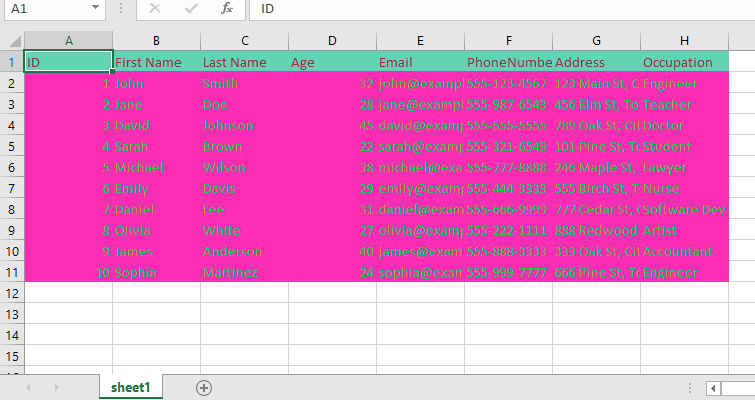 A1 fx ID
A B C D E F G H
1 ID First Name Last Name Age Email PhoneNumbe Address Occupation
2 1 John Smith 32 john@exampl 555-123-4567 123 Main St, C Engineer
3 2 Jane Doe 28 jane@exampl 555-987-6543 456 Elm St, To Teacher
4 3 David Johnson 45 david@exam 555-555-5555 789 Oak St, Cit Doctor
5 4 Sarah Brown 22 sarah@exam 555-321-6549 101 Pine St, To Student
6 5 Michael Wilson 38 michael@exa 555-777-8888 246 Maple St, Lawyer
7 6 Emily Davis 29 emily@examp 555-444-3333 555 Birch St, T Nurse
8 7 Daniel Lee 31 daniel@exam 555-666-9999 777 Cedar St, Software Dev
9 8 Olivia White 27 olivia@exam 555-222-1111 888 Redwood Artist
10 9 James Anderson 40 james@exam 555-888-3333 333 Oak St, Cit Accountant
11 10 Sophia Martinez 24 sophia@exam 555-999-7777 666 Pine St, To Engineer
12
13
14
15
sheet1